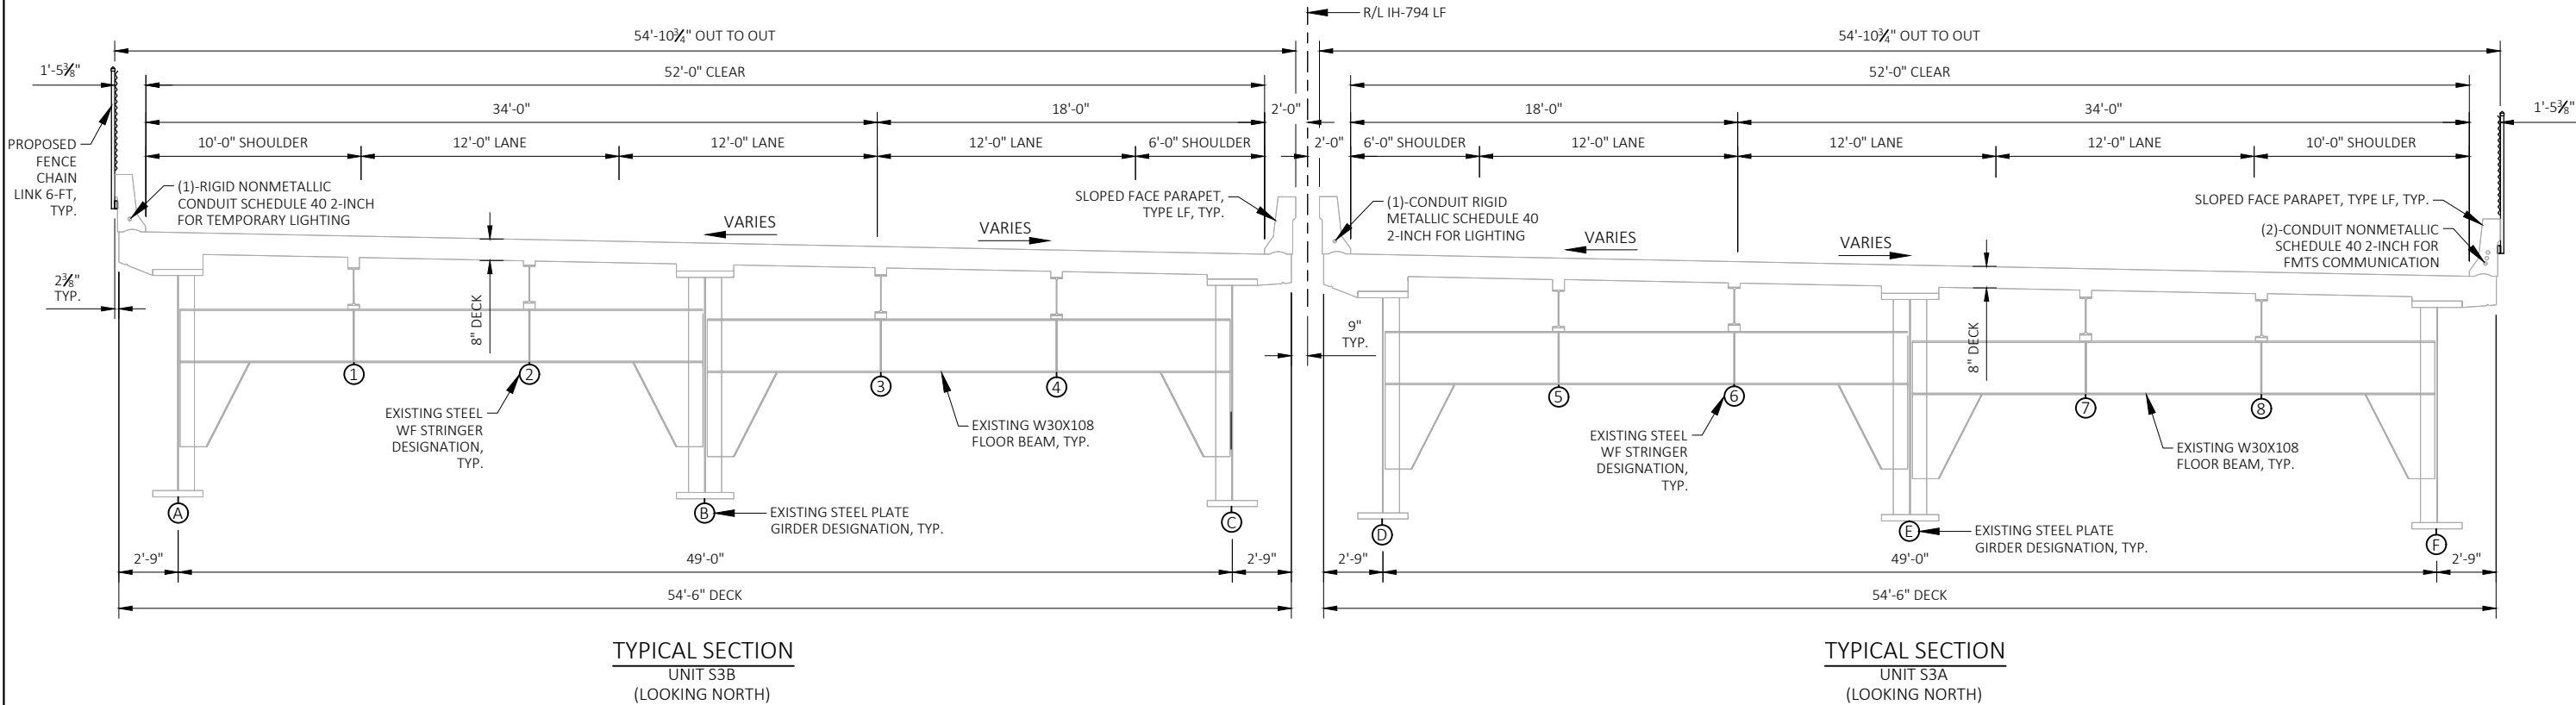 R/L IH-794 LF
54'-10¾" OUT TO OUT
54'-10¾" OUT TO OUT
1'-5⅜"
52'-0" CLEAR
52'-0" CLEAR
34'-0"
18'-0"
2'-0"
18'-0"
34'-0"
1'-5⅜"
10'-0" SHOULDER
12'-0" LANE
12'-0" LANE
12'-0" LANE
6'-0" SHOULDER
2'-0"
6'-0" SHOULDER
12'-0" LANE
12'-0" LANE
12'-0" LANE
10'-0" SHOULDER
PROPOSED
FENCE
CHAIN
LINK 6-FT,
TYP.
(1)-RIGID NONMETALLIC
CONDUIT SCHEDULE 40 2-INCH
FOR TEMPORARY LIGHTING
SLOPED FACE PARAPET,
TYPE LF, TYP.
(1)-CONDUIT RIGID
METALLIC SCHEDULE 40
2-INCH FOR LIGHTING
SLOPED FACE PARAPET, TYPE LF, TYP.
(2)-CONDUIT NONMETALLIC
SCHEDULE 40 2-INCH FOR
FMTS COMMUNICATION
VARIES
VARIES
VARIES
VARIES
2⅜"
TYP.
8" DECK
9"
TYP.
8" DECK
1
2
3
4
5
6
7
8
EXISTING STEEL
WF STRINGER
DESIGNATION,
TYP.
EXISTING W30X108
FLOOR BEAM, TYP.
EXISTING STEEL
WF STRINGER
DESIGNATION,
TYP.
EXISTING W30X108
FLOOR BEAM, TYP.
A
B
EXISTING STEEL PLATE
GIRDER DESIGNATION, TYP.
C
D
E
EXISTING STEEL PLATE
GIRDER DESIGNATION, TYP.
F
2'-9"
49'-0"
2'-9"
2'-9"
49'-0"
2'-9"
54'-6" DECK
54'-6" DECK
TYPICAL SECTION
UNIT S3B
(LOOKING NORTH)
TYPICAL SECTION
UNIT S3A
(LOOKING NORTH)